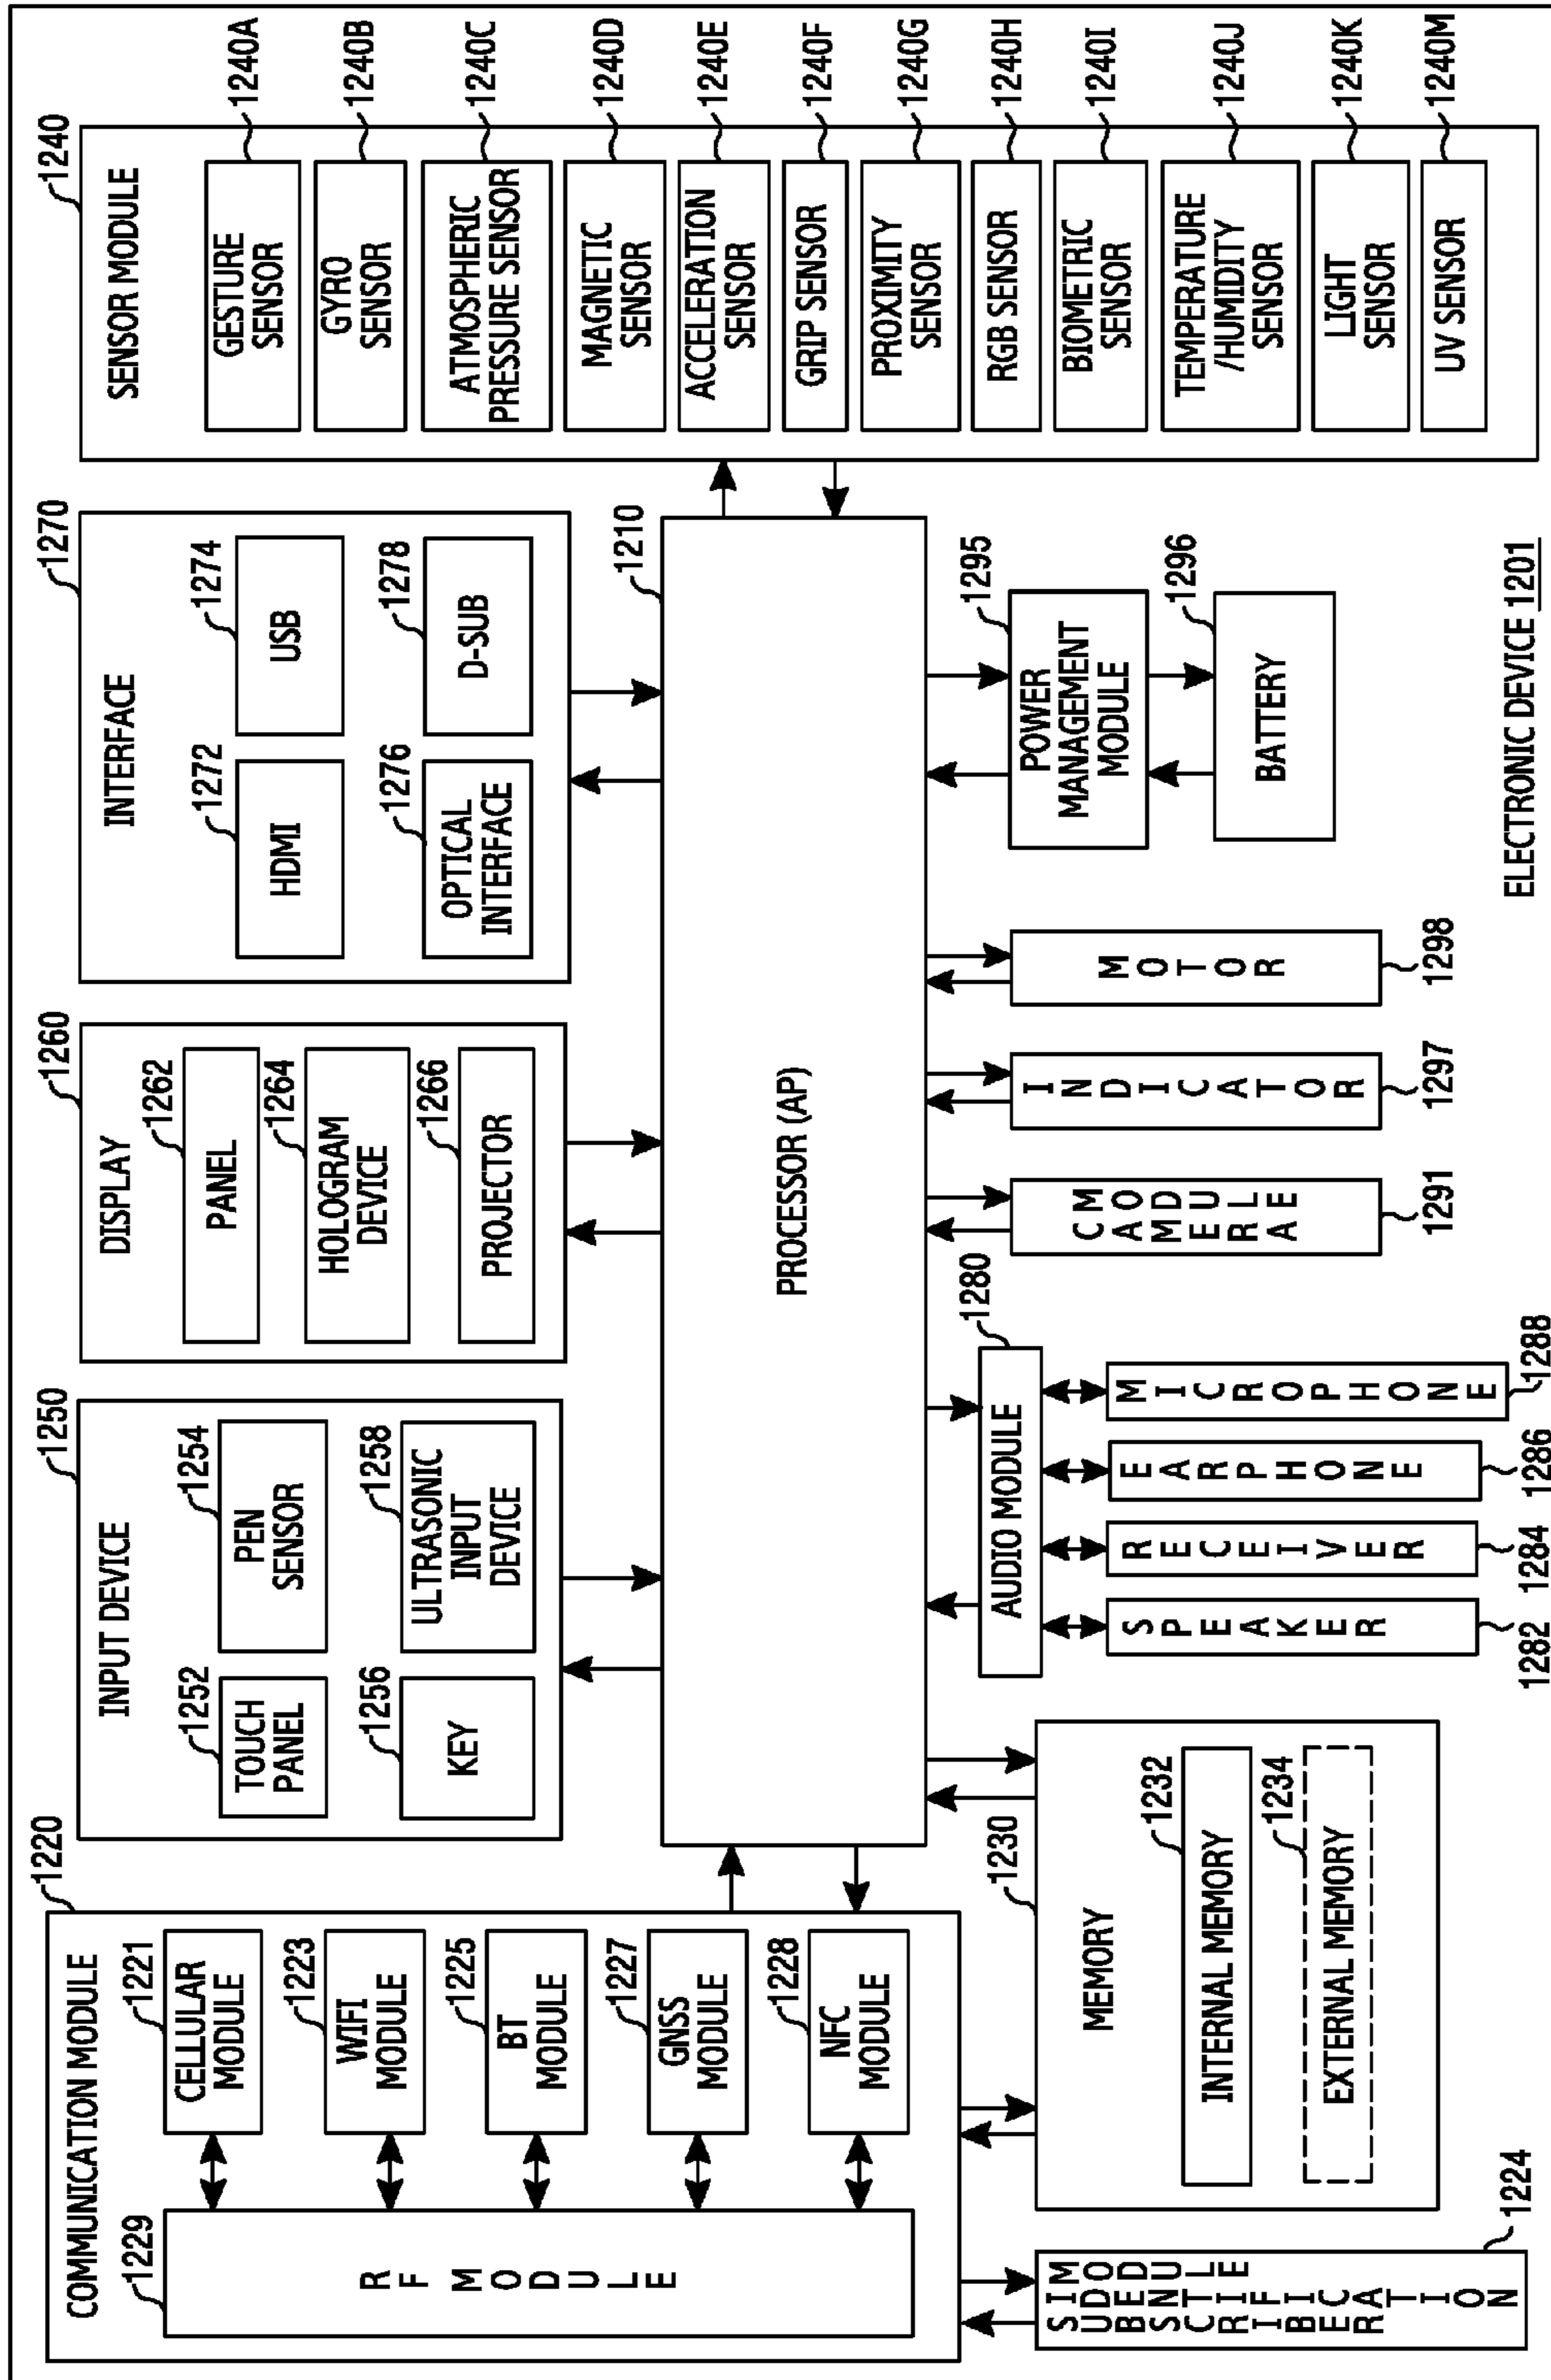 COMMUNICATION MODULE
1220
1229
RF MODULE
1221
CELLULAR
MODULE
1223
WIFI
MODULE
1225
BT
MODULE
1227
GNSS
MODULE
1228
NFC
MODULE
INPUT DEVICE
1250
1252
TOUCH
PANEL
1254
PEN
SENSOR
1256
KEY
1258
ULTRASONIC
INPUT
DEVICE
DISPLAY
1260
1262
PANEL
1264
HOLOGRAM
DEVICE
1266
PROJECTOR
INTERFACE
1270
1272
HDMI
1274
USB
1276
OPTICAL
INTERFACE
1278
D-SUB
SENSOR MODULE
1240
GESTURE
SENSOR
1240A
GYRO
SENSOR
1240B
ATMOSPHERIC
PRESSURE SENSOR
1240C
MAGNETIC
SENSOR
1240D
ACCELERATION
SENSOR
1240E
GRIP SENSOR
1240F
PROXIMITY
SENSOR
1240G
RGB SENSOR
1240H
BIOMETRIC
SENSOR
1240I
TEMPERATURE
/HUMIDITY
SENSOR
1240J
LIGHT
SENSOR
1240K
UV SENSOR
1240M
PROCESSOR (AP)
1210
SUBSCRIBER
IDENTIFICATION
MODULE
1224
MEMORY
1230
1232
INTERNAL MEMORY
1234
EXTERNAL MEMORY
AUDIO MODULE
1280
SPEAKER
1282
RECEIVER
1284
EARPHONE
1286
MICROPHONE
1288
CAMERA
MODULE
1291
INDICATOR
1297
MOTOR
1298
POWER
MANAGEMENT
MODULE
1295
BATTERY
1296
ELECTRONIC DEVICE 1201